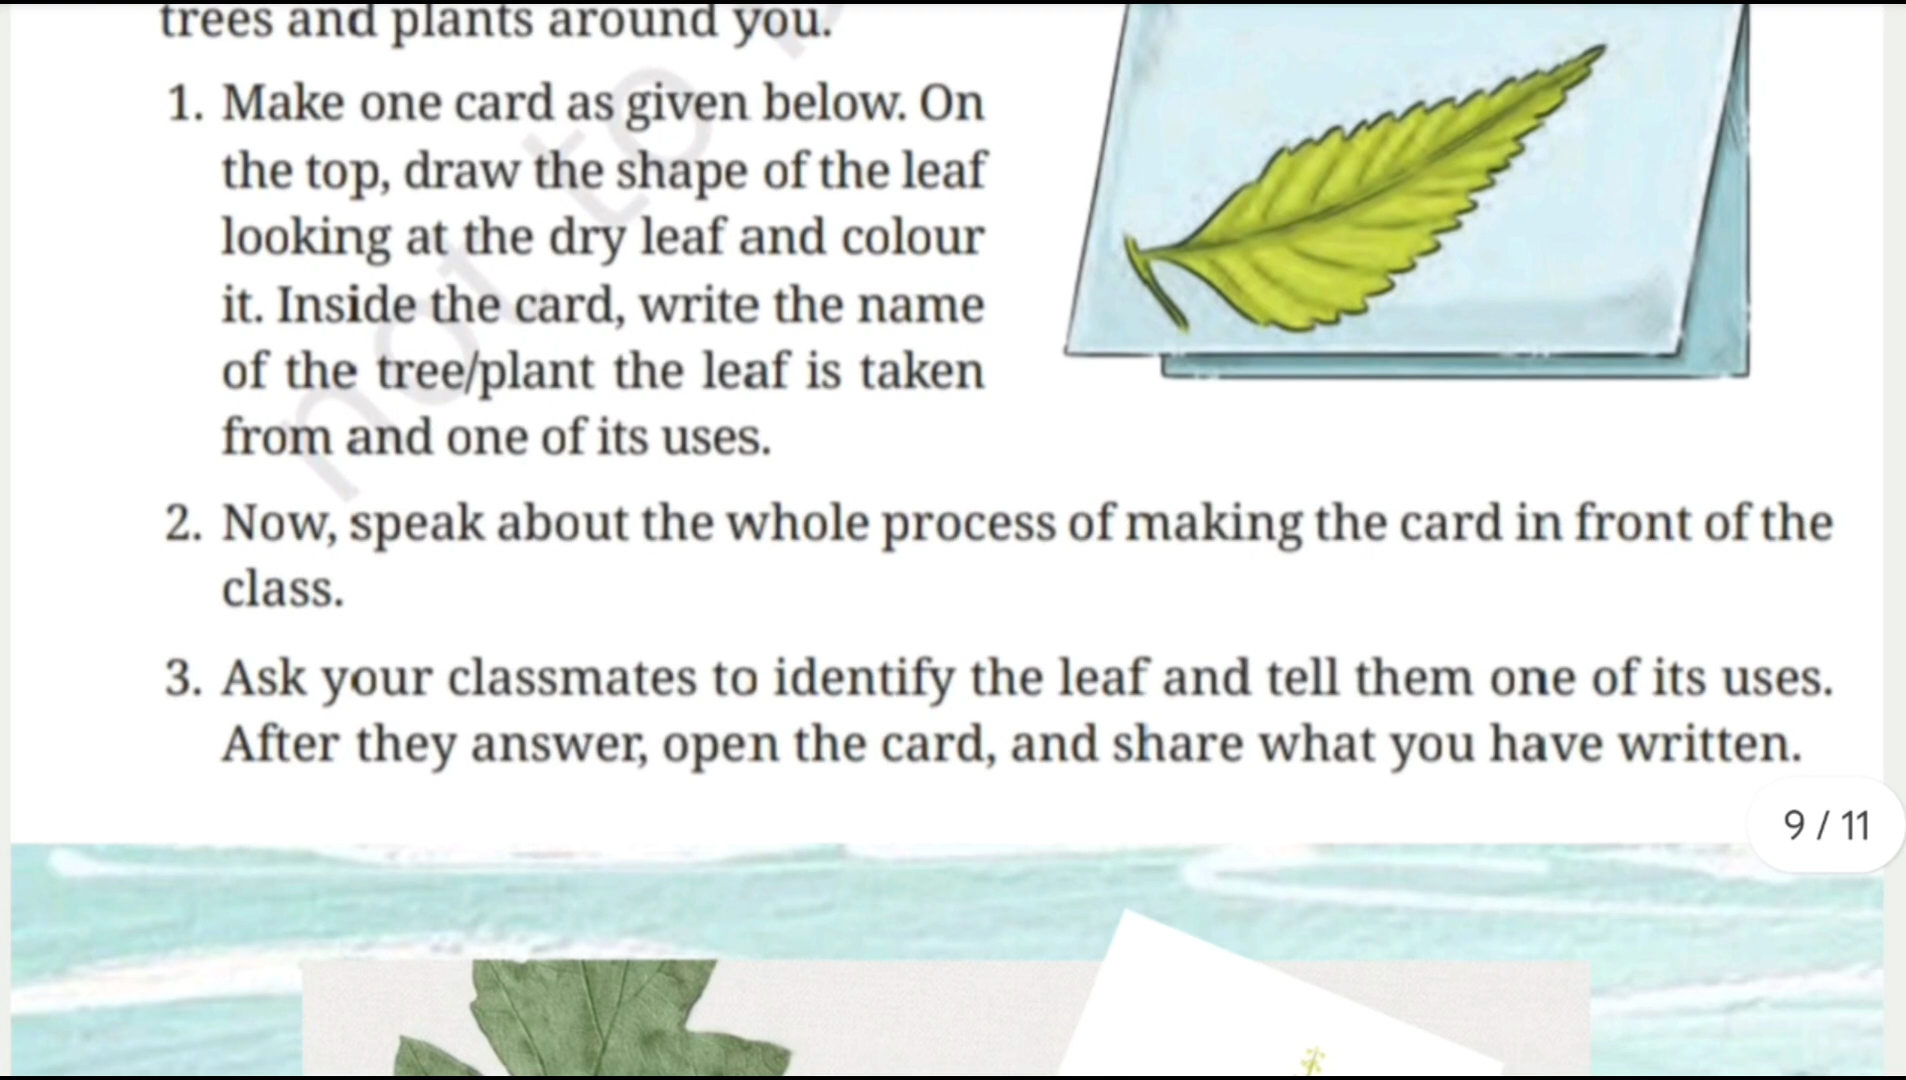 trees and plants around you.
1. Make one card as given below. On
the top, draw the shape of the leaf
looking at the dry leaf and colour
it. Inside the card, write the name
of the tree/plant the leaf is taken
from and one of its uses.
2. Now, speak about the whole process of making the card in front of the
class.
3. Ask your classmates to identify the leaf and tell them one of its uses.
After they answer, open the card, and share what you have written.
9 / 11
not to